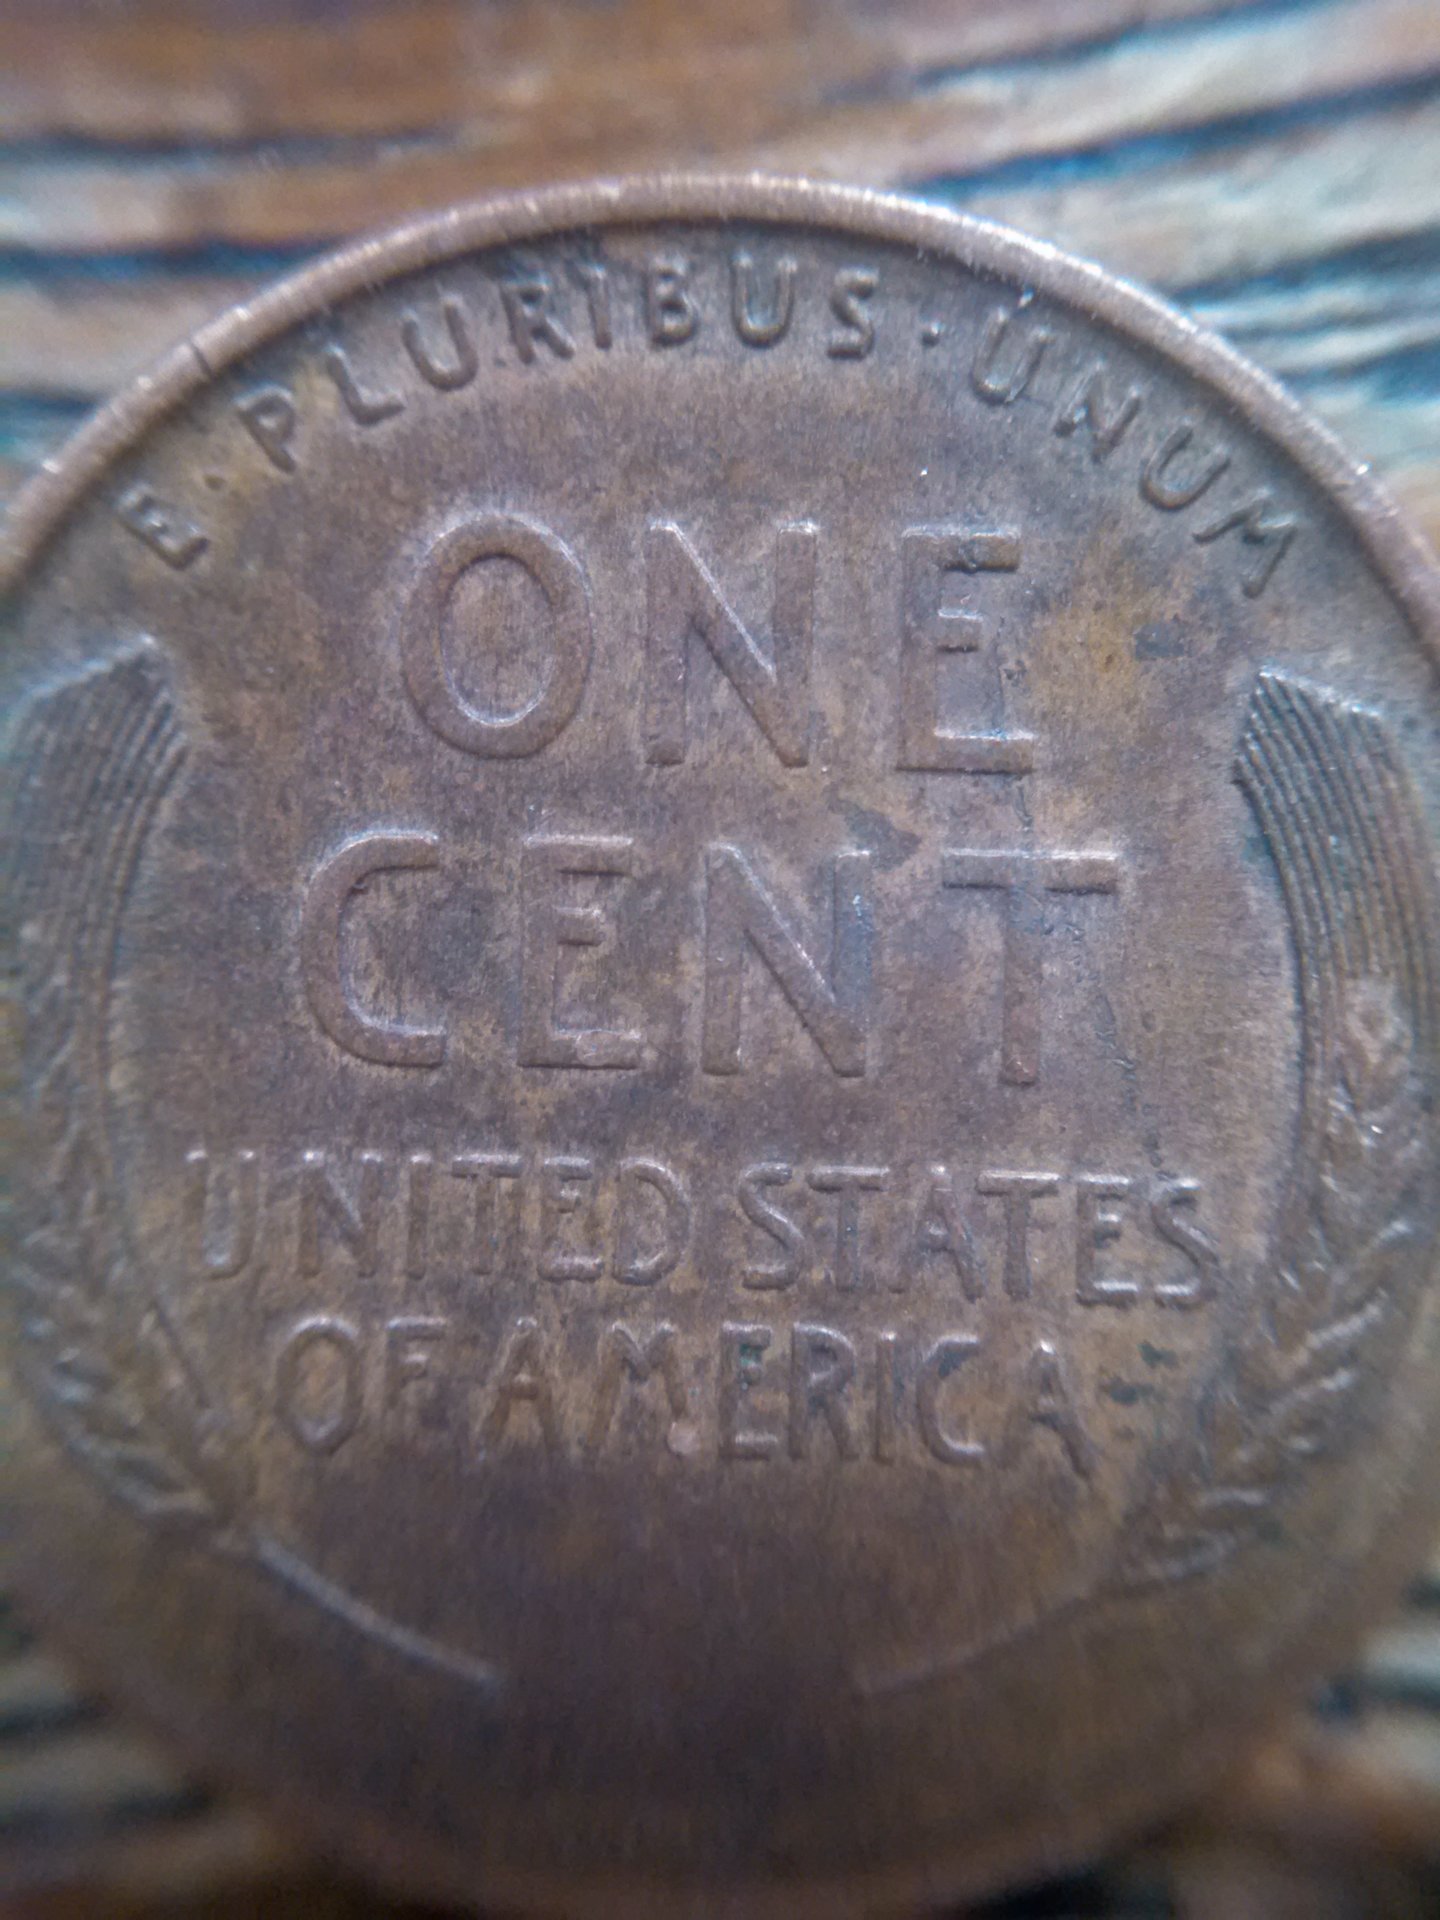 E·PLURIBUS·UNUM
ONE
CENT
UNITED STATES
OF AMERICA